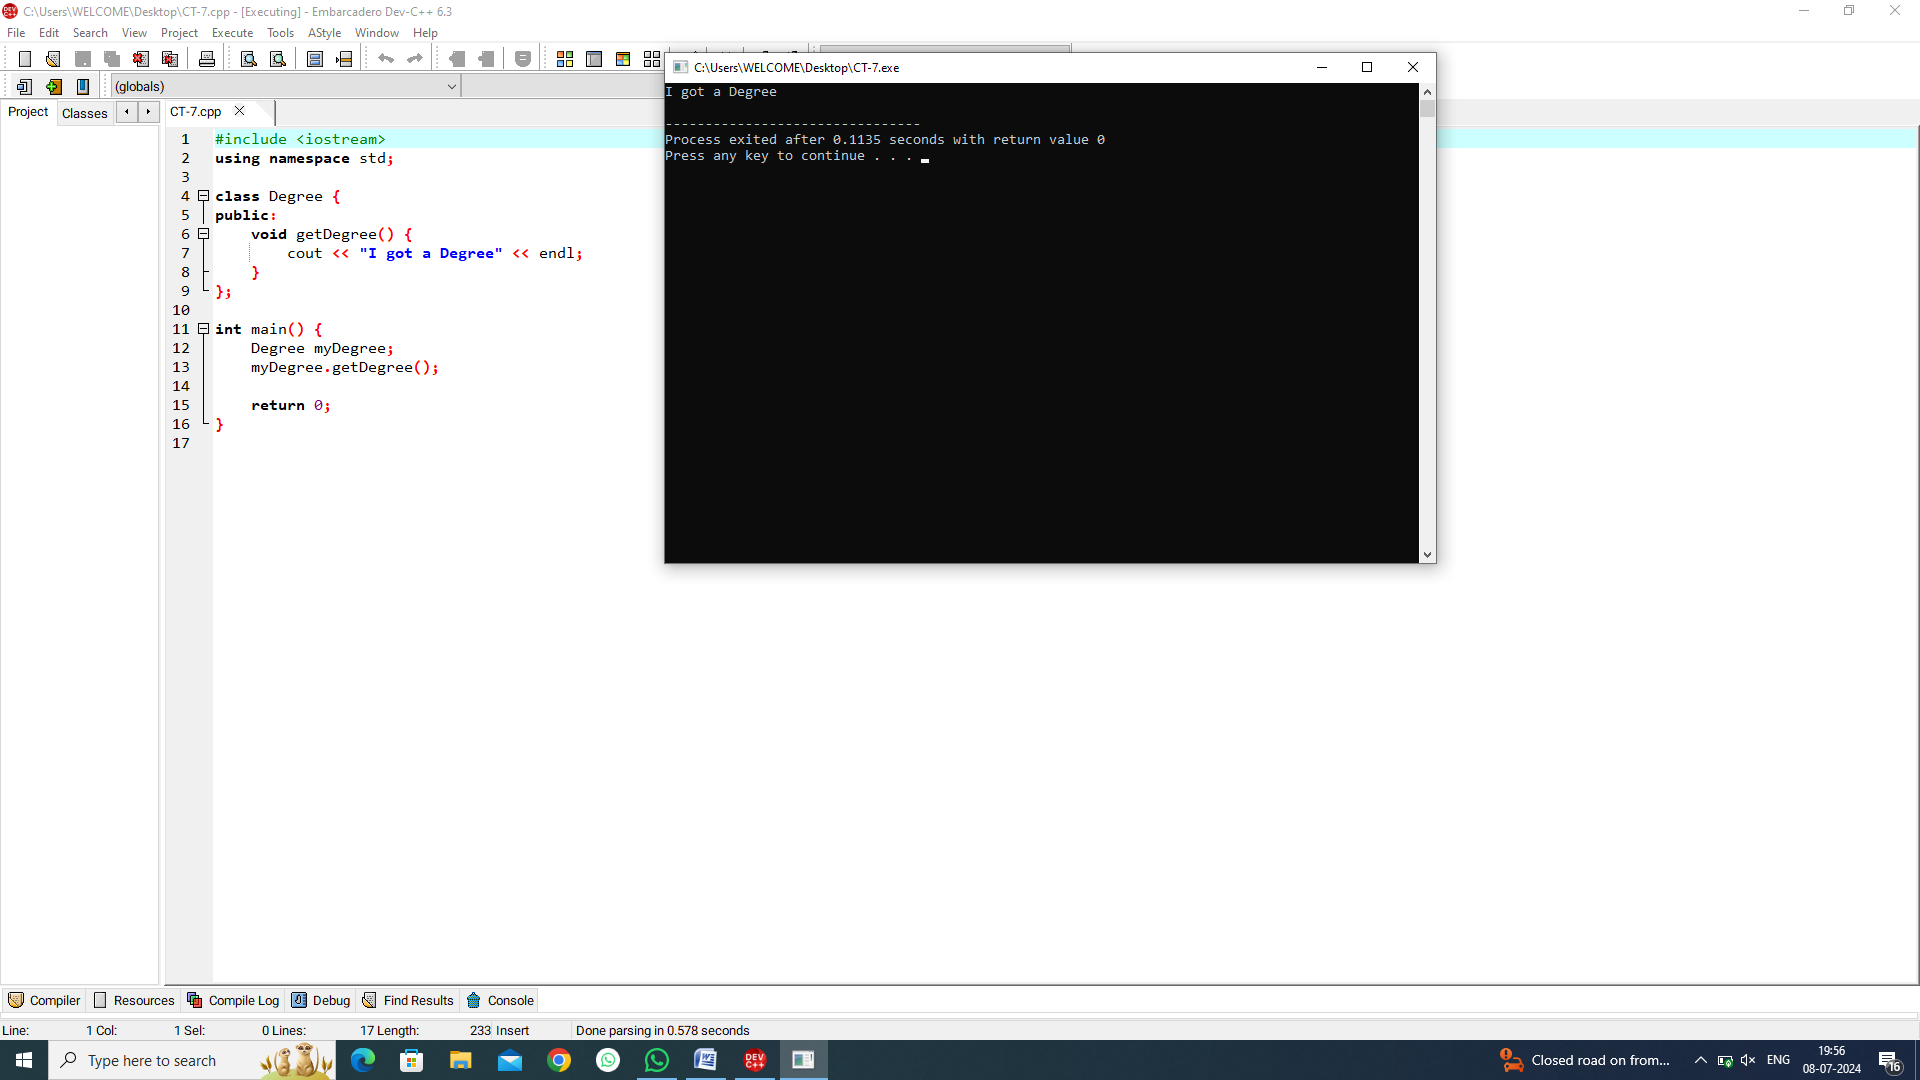 C:\Users\WELCOME\Desktop\CT-7.cpp - [Executing] - Embarcadero Dev-C++ 6.3
File Edit Search View Project Execute Tools AStyle Window Help
(globals)
Project Classes
CT-7.cpp
1 #include <iostream>
2 using namespace std;
3
4 class Degree {
5 public:
6     void getDegree() {
7         cout << "I got a Degree" << endl;
8     }
9 };
10
11 int main() {
12     Degree myDegree;
13     myDegree.getDegree();
14
15     return 0;
16 }
17
C:\Users\WELCOME\Desktop\CT-7.exe
I got a Degree
--------------------------------
Process exited after 0.1135 seconds with return value 0
Press any key to continue . . .
Compiler Resources Compile Log Debug Find Results Console
Line: 1 Col: 1 Sel: 0 Lines: 17 Length: 233 Insert Done parsing in 0.578 seconds
Type here to search
DEV C++
Closed road on from...
ENG
19:56
08-07-2024
16